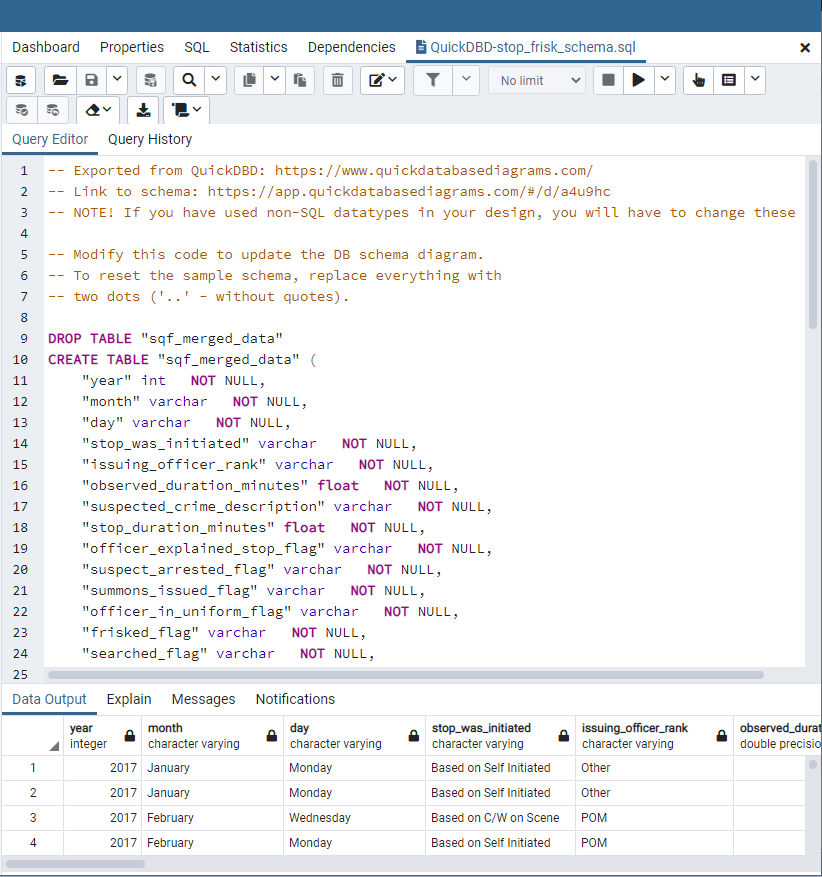 Dashboard Properties SQL Statistics Dependencies QuickDBD-stop_frisk_schema.sql
No limit
Query Editor Query History
1 -- Exported from QuickDBD: https://www.quickdatabasediagrams.com/
2 -- Link to schema: https://app.quickdatabasediagrams.com/#/d/a4u9hc
3 -- NOTE! If you have used non-SQL datatypes in your design, you will have to change these
4
5 -- Modify this code to update the DB schema diagram.
6 -- To reset the sample schema, replace everything with
7 -- two dots ('..' - without quotes).
8
9 DROP TABLE "sqf_merged_data"
10 CREATE TABLE "sqf_merged_data" (
11 "year" int NOT NULL,
12 "month" varchar NOT NULL,
13 "day" varchar NOT NULL,
14 "stop_was_initiated" varchar NOT NULL,
15 "issuing_officer_rank" varchar NOT NULL,
16 "observed_duration_minutes" float NOT NULL,
17 "suspected_crime_description" varchar NOT NULL,
18 "stop_duration_minutes" float NOT NULL,
19 "officer_explained_stop_flag" varchar NOT NULL,
20 "suspect_arrested_flag" varchar NOT NULL,
21 "summons_issued_flag" varchar NOT NULL,
22 "officer_in_uniform_flag" varchar NOT NULL,
23 "frisked_flag" varchar NOT NULL,
24 "searched_flag" varchar NOT NULL,
25
Data Output Explain Messages Notifications
year month day stop_was_initiated issuing_officer_rank observed_durat
integer character varying character varying character varying character varying double precisio
1 2017 January Monday Based on Self Initiated Other
2 2017 January Monday Based on Self Initiated Other
3 2017 February Wednesday Based on C/W on Scene POM
4 2017 February Monday Based on Self Initiated POM